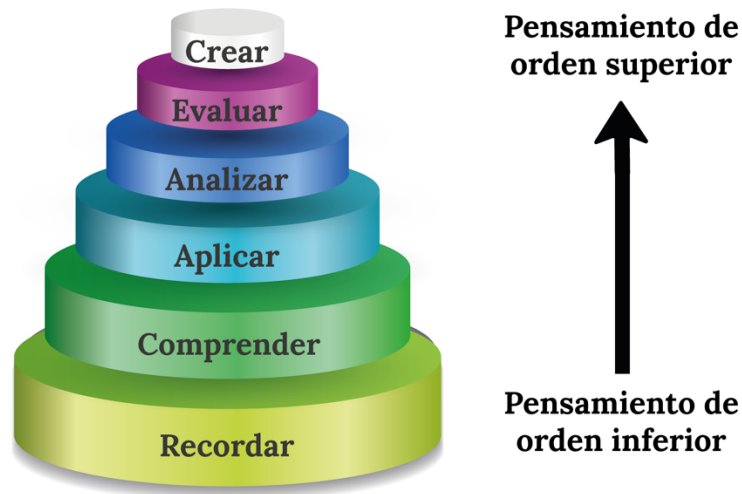 Crear
Evaluar
Analizar
Aplicar
Comprender
Recordar
Pensamiento de
orden superior
Pensamiento de
orden inferior